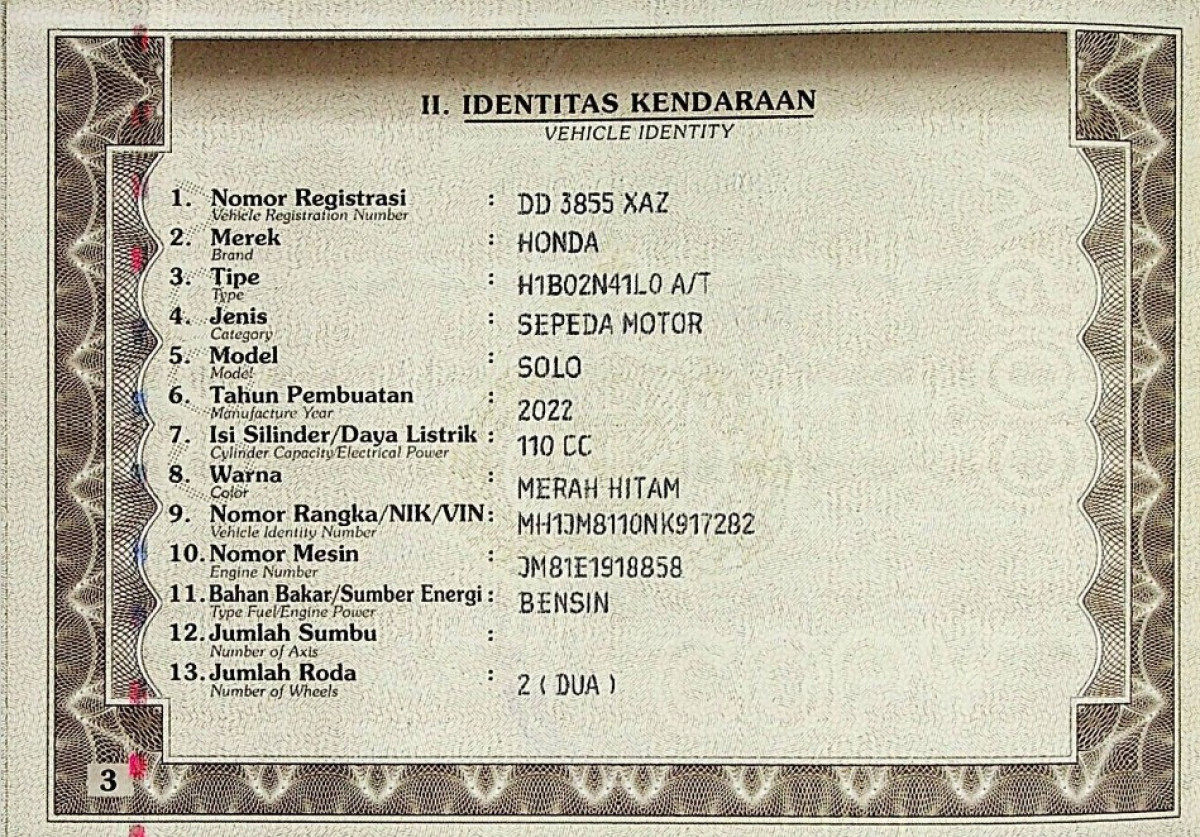 II. IDENTITAS KENDARAAN
VEHICLE IDENTITY
1. Nomor Registrasi : DD 3855 XAZ
Vehicle Registration Number
2. Merek : HONDA
Brand
3. Tipe : H1B02N41L0 A/T
Type
4. Jenis : SEPEDA MOTOR
Category
5. Model : SOLO
Model
6. Tahun Pembuatan : 2022
Manufacture Year
7. Isi Silinder/Daya Listrik : 110 CC
Cylinder Capacity/Electrical Power
8. Warna : MERAH HITAM
Color
9. Nomor Rangka/NIK/VIN : MH1JM8110NK917282
Vehicle Identity Number
10. Nomor Mesin : JM81E1918858
Engine Number
11. Bahan Bakar/Sumber Energi : BENSIN
Type Fuel/Engine Power
12. Jumlah Sumbu :
Number of Axis
13. Jumlah Roda : 2 ( DUA )
Number of Wheels
3